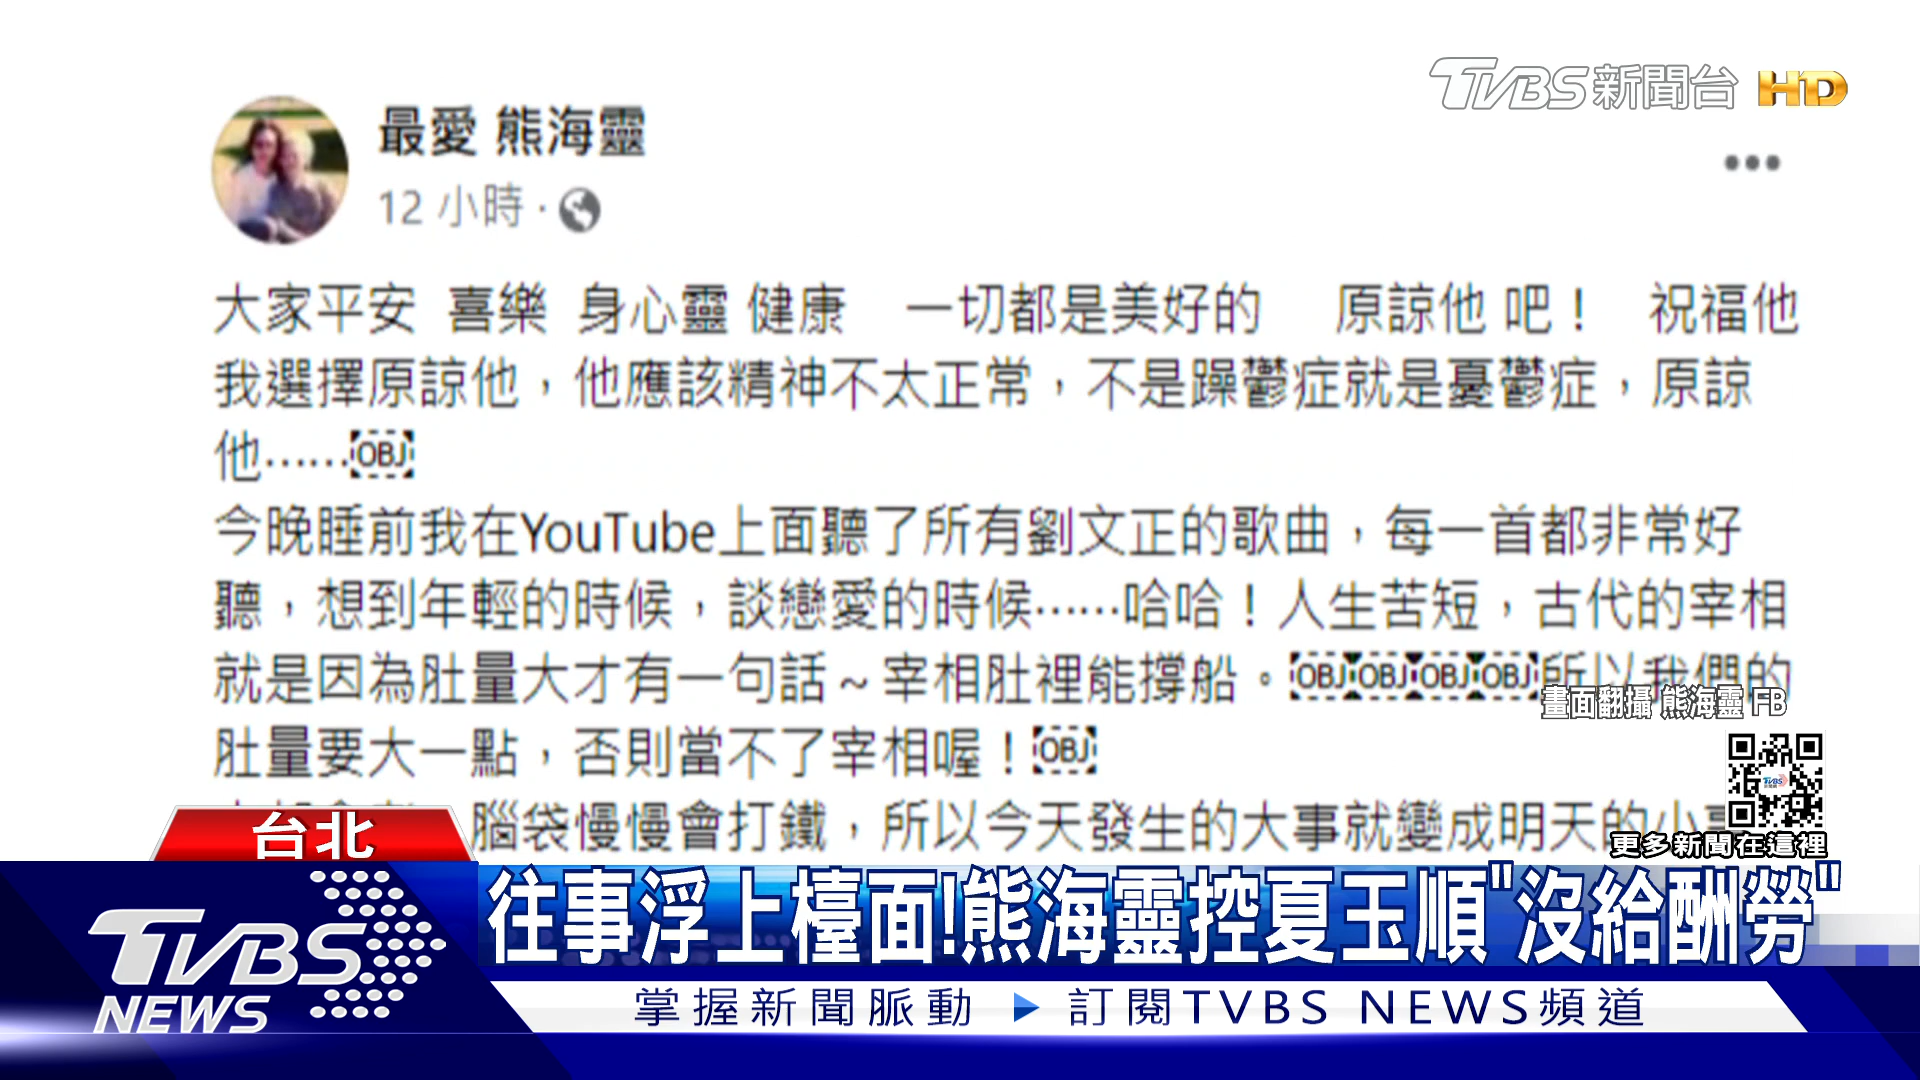 TVBS新聞台 HD
最愛 熊海靈
12 小時 ·
大家平安 喜樂 身心靈 健康 一切都是美好的 原諒他 吧！ 祝福他
我選擇原諒他，他應該精神不太正常，不是躁鬱症就是憂鬱症，原諒
他……OBJ
今晚睡前我在YouTube上面聽了所有劉文正的歌曲，每一首都非常好
聽，想到年輕的時候，談戀愛的時候……哈哈！人生苦短，古代的宰相
就是因為肚量大才有一句話～宰相肚裡能撐船。OBJ OBJ OBJ OBJ所以我們的
畫面翻攝 熊海靈 FB
肚量要大一點，否則當不了宰相喔！OBJ
腦袋慢慢會打鐵，所以今天發生的大事就變成明天的小
更多新聞在這裡
台北
往事浮上檯面!熊海靈控夏玉順"沒給酬勞"
TVBS NEWS
掌握新聞脈動 ▶ 訂閱TVBS NEWS頻道